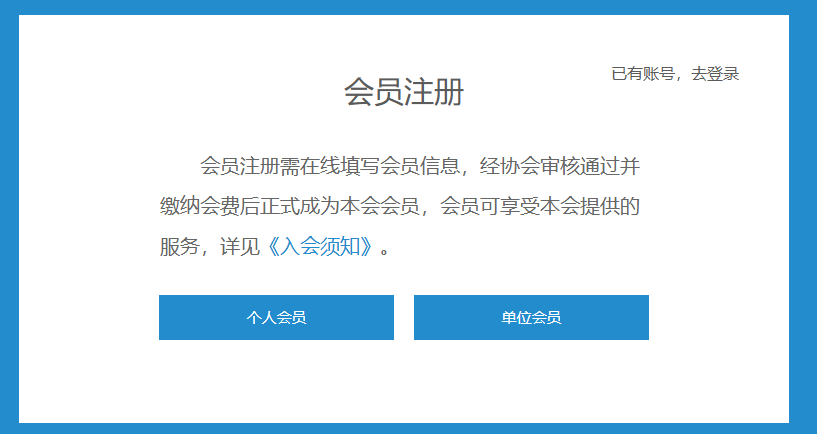 已有账号，去登录
会员注册
会员注册需在线填写会员信息，经协会审核通过并
缴纳会费后正式成为本会会员，会员可享受本会提供的
服务，详见《入会须知》。
个人会员
单位会员